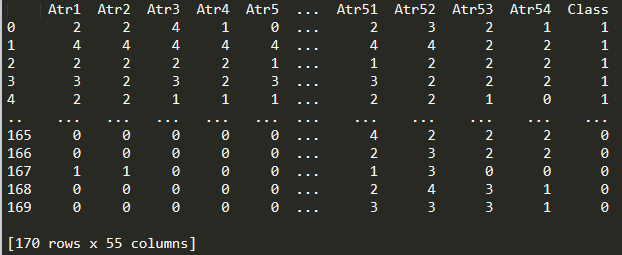 Atr1 Atr2 Atr3 Atr4 Atr5 ... Atr51 Atr52 Atr53 Atr54 Class
0 2 2 4 1 0 ... 2 3 2 1 1
1 4 4 4 4 4 ... 4 4 2 2 1
2 2 2 2 2 1 ... 1 2 2 2 1
3 3 2 3 2 3 ... 3 2 2 2 1
4 2 2 1 1 1 ... 2 2 1 0 1
.. ... ... ... ... ... ... ... ... ... ... ...
165 0 0 0 0 0 ... 4 2 2 2 0
166 0 0 0 0 0 ... 2 3 2 2 0
167 1 1 0 0 0 ... 1 3 0 0 0
168 0 0 0 0 0 ... 2 4 3 1 0
169 0 0 0 0 0 ... 3 3 3 1 0
[170 rows x 55 columns]